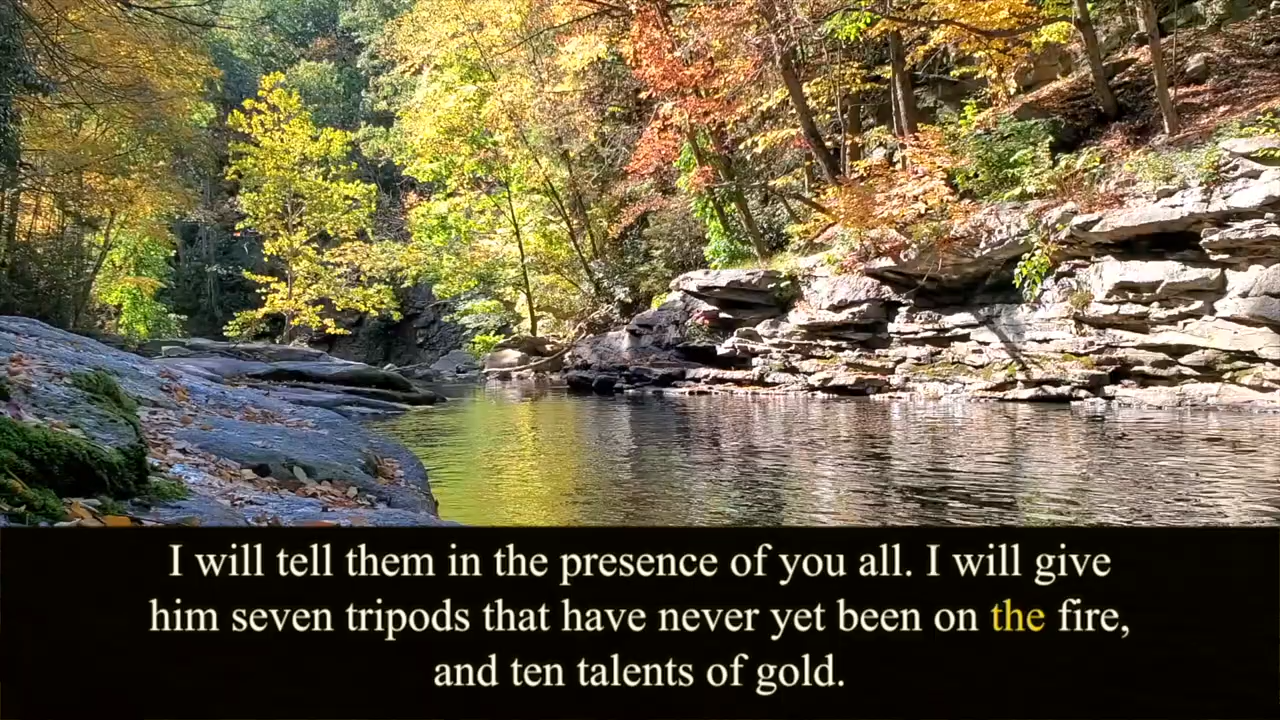 I will tell them in the presence of you all. I will give
him seven tripods that have never yet been on the fire,
and ten talents of gold.